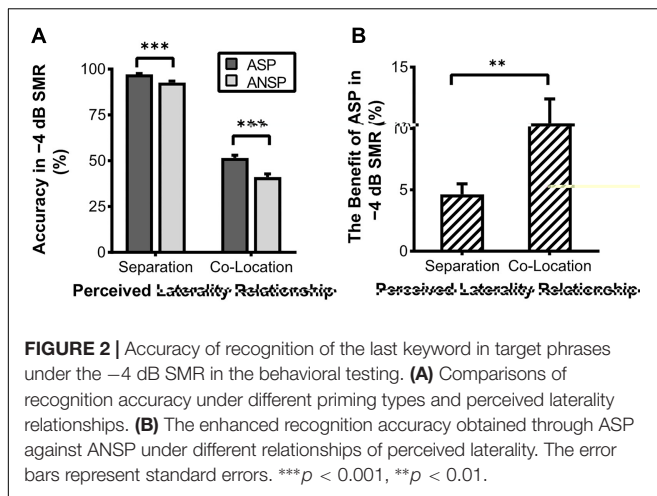 A
B
***
ASP
ANSP
***
100
75
50
25
0
Accuracy in −4 dB SMR
(%)
Separation
Co-Location
Perceived Laterality Relationship
**
15
10
5
0
The Benefit of ASP in
−4 dB SMR (%)
Separation
Co-Location
Perceived Laterality Relationship
FIGURE 2 | Accuracy of recognition of the last keyword in target phrases
under the −4 dB SMR in the behavioral testing. (A) Comparisons of
recognition accuracy under different priming types and perceived laterality
relationships. (B) The enhanced recognition accuracy obtained through ASP
against ANSP under different relationships of perceived laterality. The error
bars represent standard errors. ***p < 0.001, **p < 0.01.